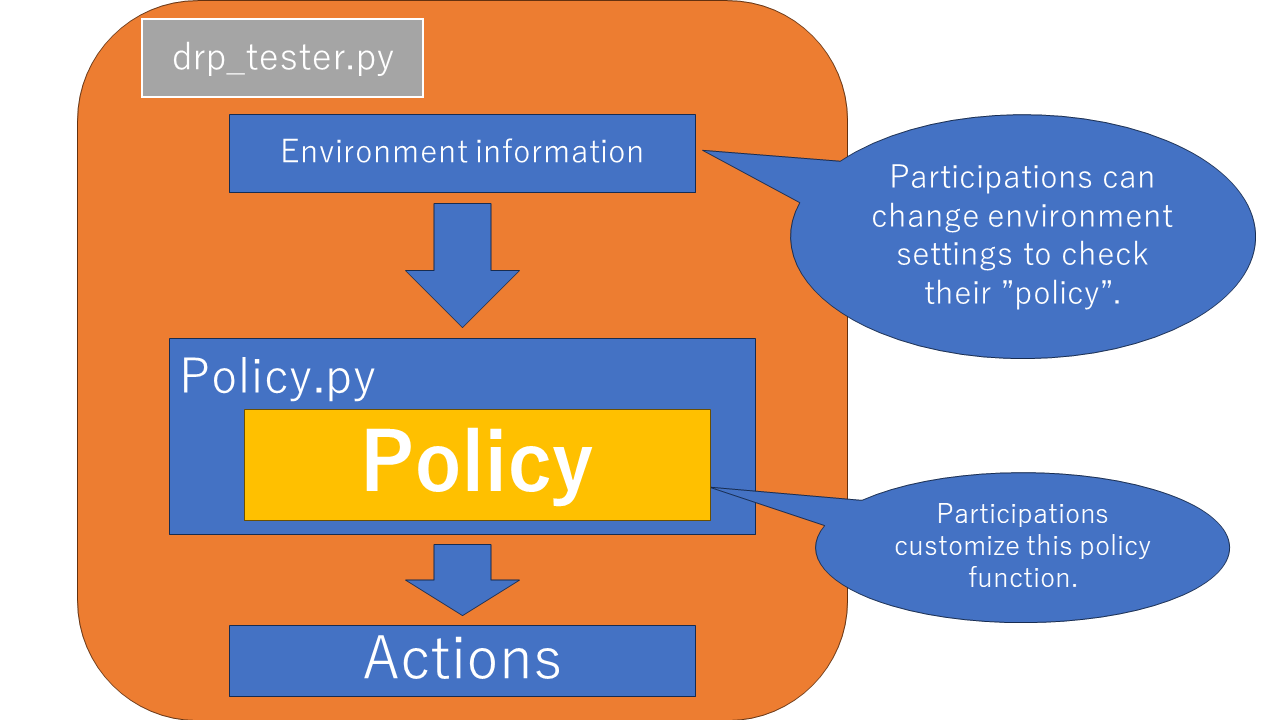 drp_tester.py
Environment information
Participations can
change environment
settings to check
their ”policy”.
Policy.py
Policy
Participations
customize this policy
function.
Actions